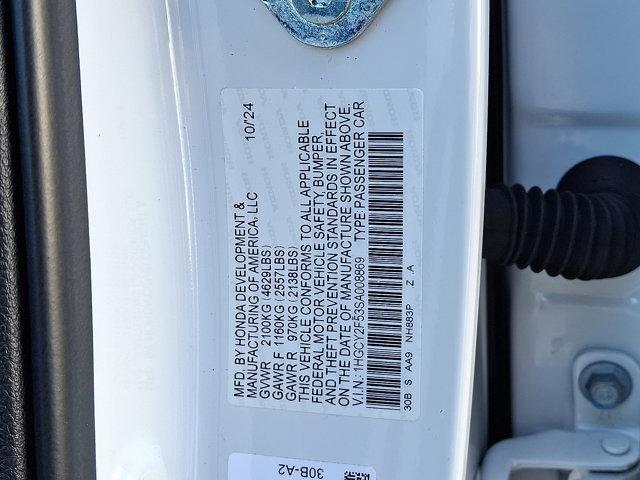 MFD. BY HONDA DEVELOPMENT &
MANUFACTURING OF AMERICA, LLC 10/24
GVWR 2100KG (4629LBS)
GAWR F 1160KG (2557LBS)
GAWR R 970KG (2138LBS)
THIS VEHICLE CONFORMS TO ALL APPLICABLE
FEDERAL MOTOR VEHICLE SAFETY, BUMPER,
AND THEFT PREVENTION STANDARDS IN EFFECT
ON THE DATE OF MANUFACTURE SHOWN ABOVE.
V.I.N.: 1HGCY2F53SA008869 TYPE:PASSENGER CAR
30B S AA9 NH883P Z A
30B-A2